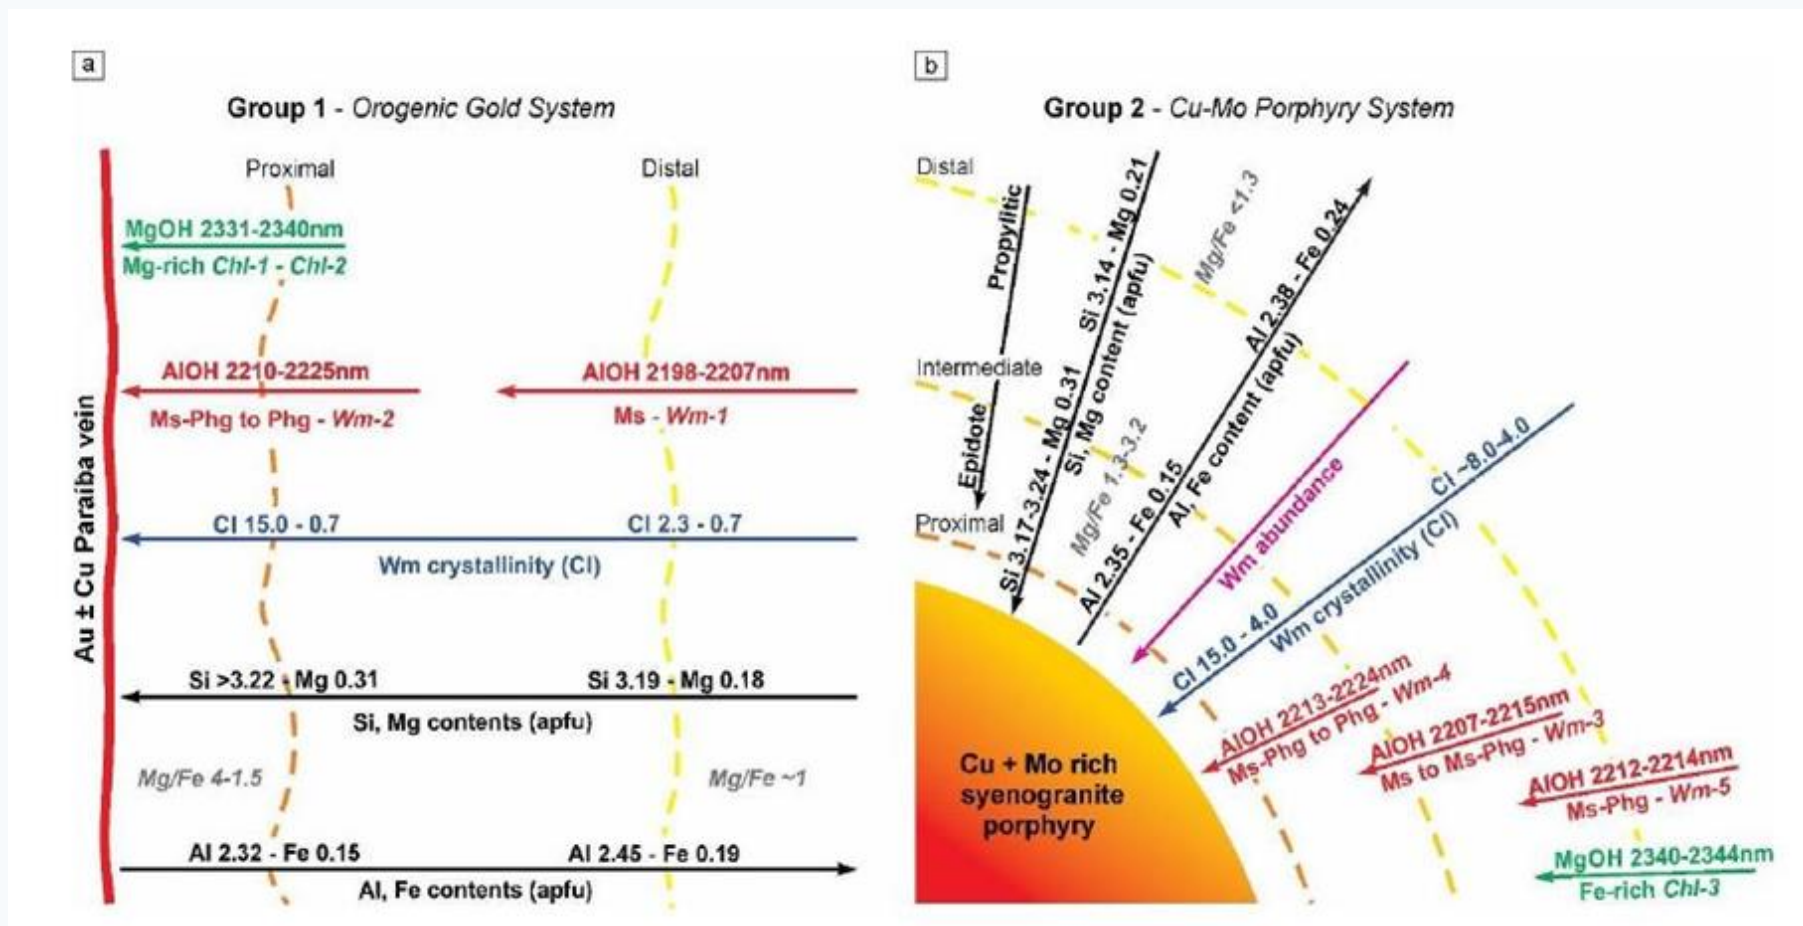 a
Group 1 - Orogenic Gold System
Proximal
Distal
MgOH 2331-2340nm
Mg-rich Chl-1 - Chl-2
AlOH 2210-2225nm
Ms-Phg to Phg - Wm-2
AlOH 2198-2207nm
Ms - Wm-1
CI 15.0 - 0.7
CI 2.3 - 0.7
Wm crystallinity (CI)
Si >3.22 - Mg 0.31
Si 3.19 - Mg 0.18
Si, Mg contents (apfu)
Mg/Fe 4-1.5
Mg/Fe ~1
Al 2.32 - Fe 0.15
Al 2.45 - Fe 0.19
Al, Fe contents (apfu)
Au ± Cu Paraiba vein
b
Group 2 - Cu-Mo Porphyry System
Distal
Intermediate
Proximal
Propylitic
Epidote
Si 3.14 - Mg 0.21
Si 3.17-3.24 - Mg 0.31
Si, Mg content (apfu)
Mg/Fe <1.3
Mg/Fe 1.3-3.2
Al 2.38 - Fe 0.24
Al 2.35 - Fe 0.15
Al, Fe content (apfu)
Wm abundance
CI ~8.0-4.0
CI 15.0 - 4.0
Wm crystallinity (CI)
AlOH 2213-2224nm
Ms-Phg to Phg - Wm-4
AlOH 2207-2215nm
Ms to Ms-Phg - Wm-3
AlOH 2212-2214nm
Ms-Phg - Wm-5
MgOH 2340-2344nm
Fe-rich Chl-3
Cu + Mo rich
syenogranite
porphyry